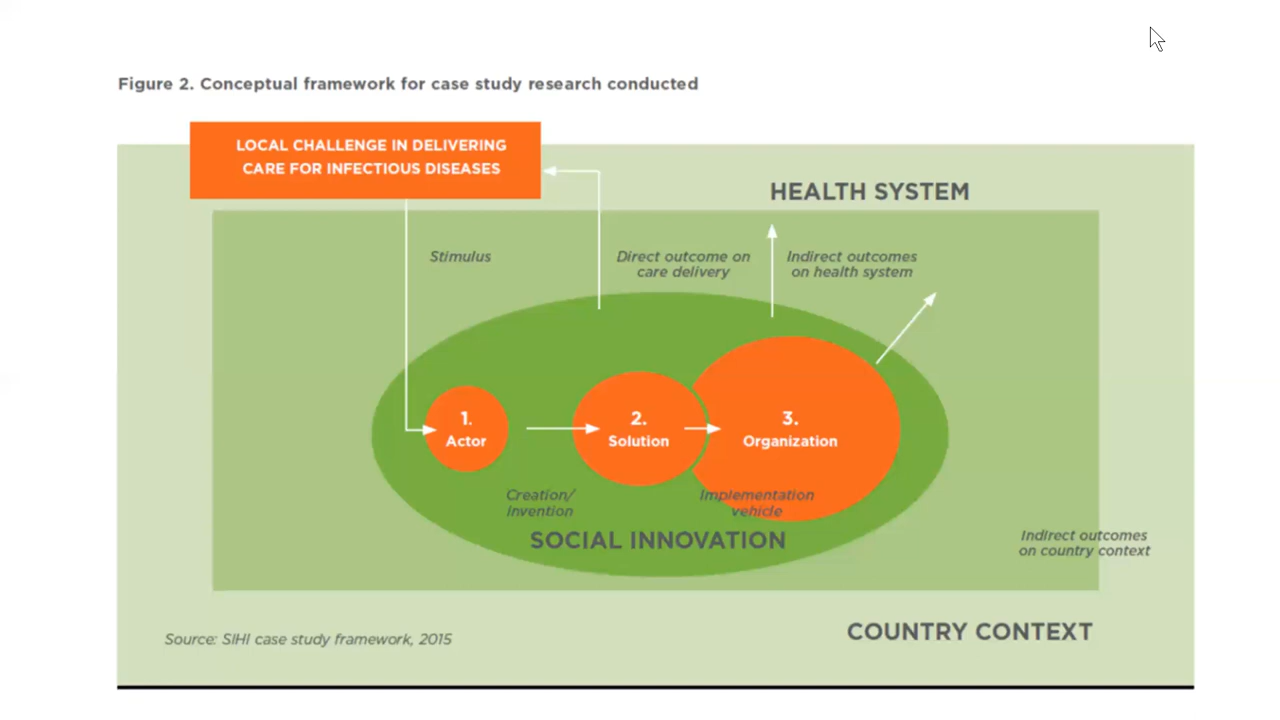 Figure 2. Conceptual framework for case study research conducted
LOCAL CHALLENGE IN DELIVERING
CARE FOR INFECTIOUS DISEASES
HEALTH SYSTEM
Stimulus
Direct outcome on
care delivery
Indirect outcomes
on health system
1.
Actor
2.
Solution
3.
Organization
Creation/
Invention
Implementation
vehicle
SOCIAL INNOVATION
Indirect outcomes
on country context
COUNTRY CONTEXT
Source: SIHI case study framework, 2015